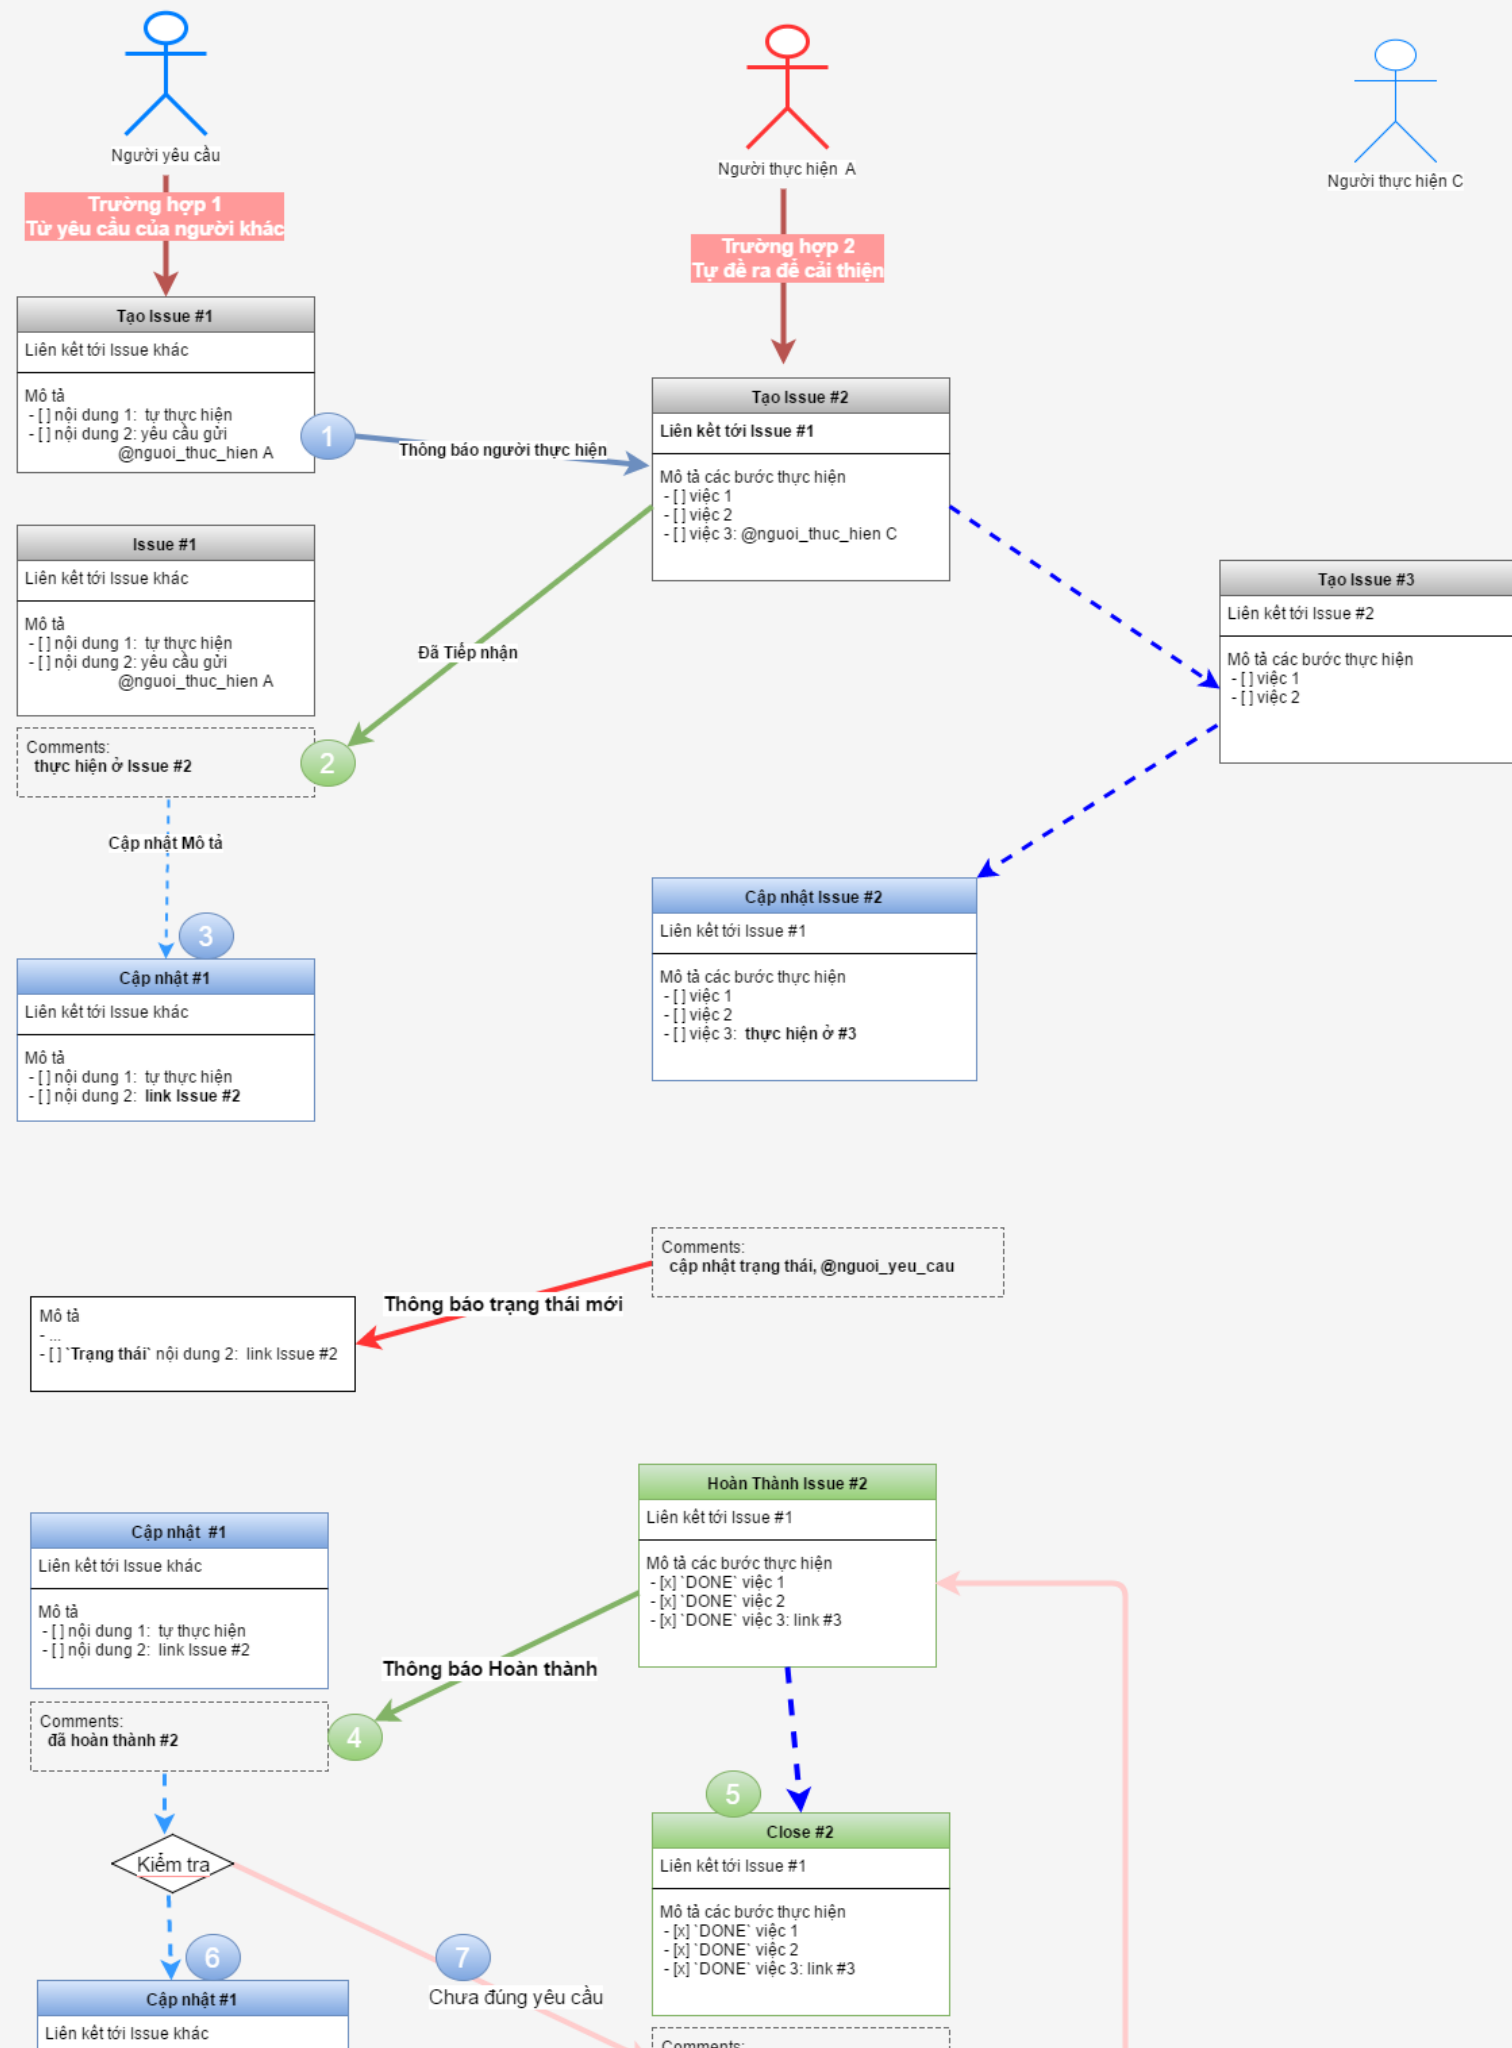 Người yêu cầu
Người thực hiện A
Người thực hiện C
Trường hợp 1
Từ yêu cầu của người khác
Trường hợp 2
Tự đề ra để cải thiện
Tạo Issue #1
Liên kết tới Issue khác
Mô tả
- [ ] nội dung 1: tự thực hiện
- [ ] nội dung 2: yêu cầu gửi
@nguoi_thuc_hien A
1
Thông báo người thực hiện
Tạo Issue #2
Liên kết tới Issue #1
Mô tả các bước thực hiện
- [ ] việc 1
- [ ] việc 2
- [ ] việc 3: @nguoi_thuc_hien C
Issue #1
Liên kết tới Issue khác
Mô tả
- [ ] nội dung 1: tự thực hiện
- [ ] nội dung 2: yêu cầu gửi
@nguoi_thuc_hien A
Đã Tiếp nhận
Tạo Issue #3
Liên kết tới Issue #2
Mô tả các bước thực hiện
- [ ] việc 1
- [ ] việc 2
Comments:
thực hiện ở Issue #2
2
Cập nhật Mô tả
3
Cập nhật #1
Liên kết tới Issue khác
Mô tả
- [ ] nội dung 1: tự thực hiện
- [ ] nội dung 2: link Issue #2
Cập nhật Issue #2
Liên kết tới Issue #1
Mô tả các bước thực hiện
- [ ] việc 1
- [ ] việc 2
- [ ] việc 3: thực hiện ở #3
Comments:
cập nhật trạng thái, @nguoi_yeu_cau
Thông báo trạng thái mới
Mô tả
- ...
- [ ] `Trạng thái` nội dung 2: link Issue #2
Hoàn Thành Issue #2
Liên kết tới Issue #1
Mô tả các bước thực hiện
- [x] `DONE` việc 1
- [x] `DONE` việc 2
- [x] `DONE` việc 3: link #3
Cập nhật #1
Liên kết tới Issue khác
Mô tả
- [ ] nội dung 1: tự thực hiện
- [ ] nội dung 2: link Issue #2
Thông báo Hoàn thành
Comments:
đã hoàn thành #2
4
5
Close #2
Liên kết tới Issue #1
Mô tả các bước thực hiện
- [x] `DONE` việc 1
- [x] `DONE` việc 2
- [x] `DONE` việc 3: link #3
Kiểm tra
6
7
Chưa đúng yêu cầu
Cập nhật #1
Liên kết tới Issue khác
Comments: